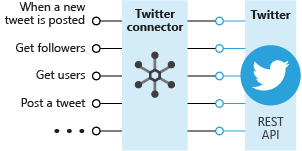 When a new
tweet is posted
Get followers
Get users
Post a tweet
Twitter
connector
Twitter
REST
API